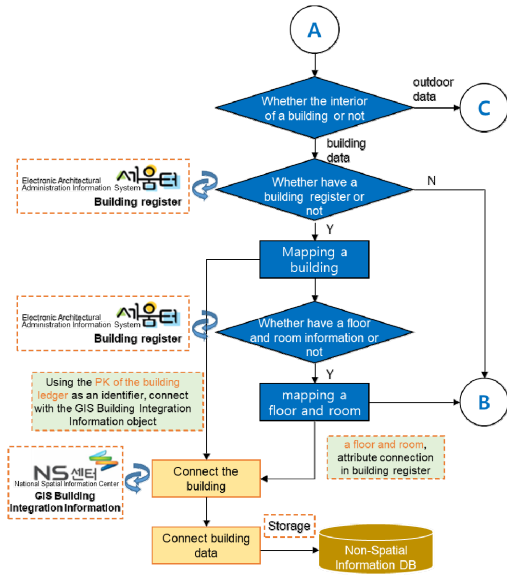 A
outdoor
data
Whether the interior
of a building or not
C
building
data
Electronic Architectural
Administration Information
System
세움터
Building register
Whether have a
building register or
not
N
Y
Mapping a
building
Electronic Architectural
Administration Information
System
세움터
Building register
Whether have a floor
and room information or
not
Y
Using the PK of the building
ledger as an identifier, connect
with the GIS Building Integration
Information object
mapping a
floor and room
B
a floor and room,
attribute connection
in building register
NS센터
National Spatial Information Center
GIS Building
Integration Information
Connect the
building
Storage
Connect building
data
Non-Spatial
Information DB